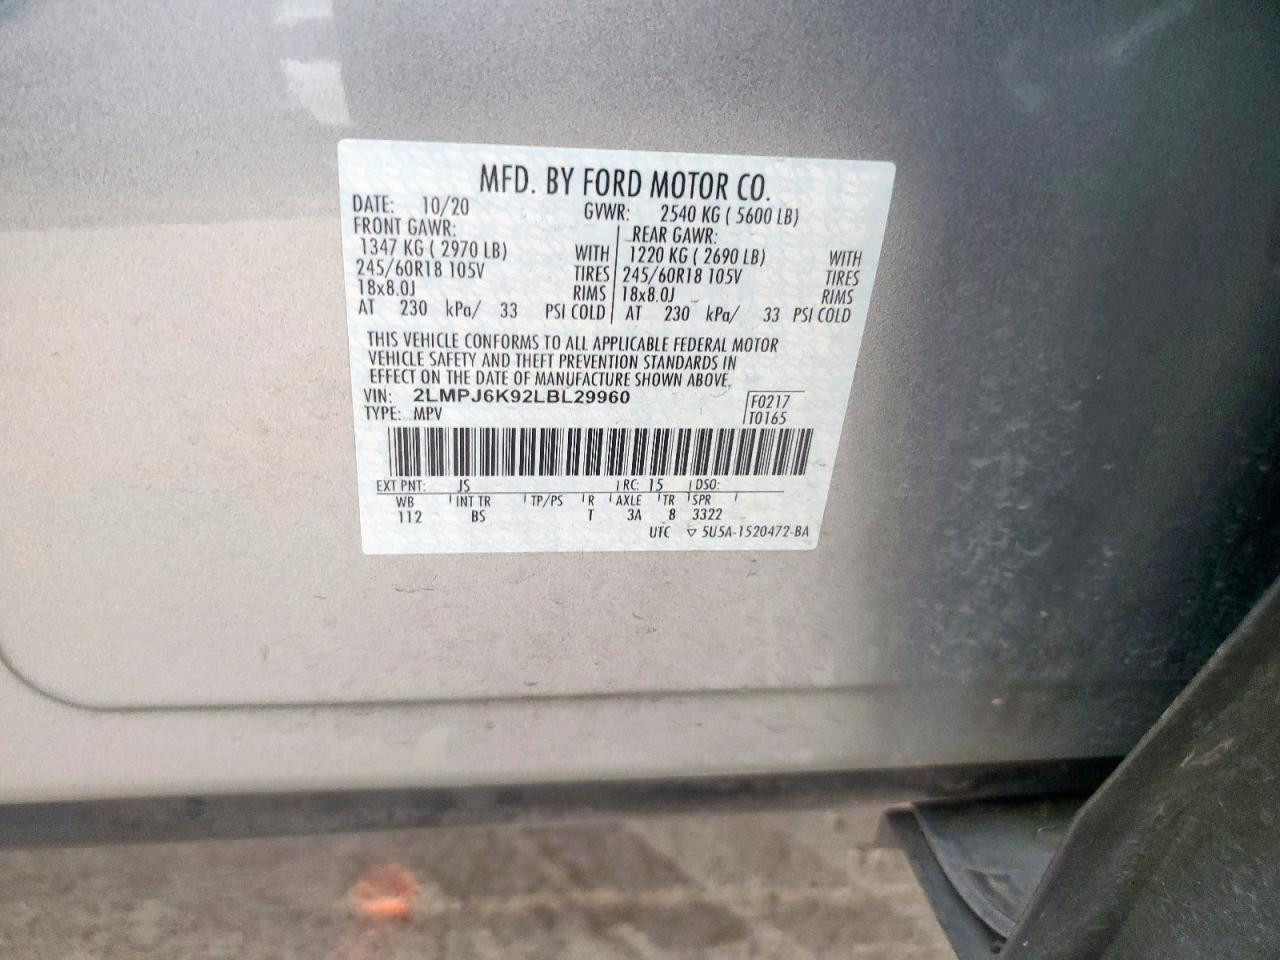 MFD. BY FORD MOTOR CO.
DATE: 10/20 GVWR: 2540 KG ( 5600 LB)
FRONT GAWR: REAR GAWR:
1347 KG ( 2970 LB) WITH 1220 KG ( 2690 LB) WITH
245/60R18 105V TIRES 245/60R18 105V TIRES
18x8.0J RIMS 18x8.0J RIMS
AT 230 kPa/ 33 PSI COLD AT 230 kPa/ 33 PSI COLD
THIS VEHICLE CONFORMS TO ALL APPLICABLE FEDERAL MOTOR
VEHICLE SAFETY AND THEFT PREVENTION STANDARDS IN
EFFECT ON THE DATE OF MANUFACTURE SHOWN ABOVE.
VIN: 2LMPJ6K92LBL29960 F0217
TYPE: MPV T0165
EXT PNT: JS RC: 15 DSO:
WB INT TR TP/PS R AXLE TR SPR
112 BS T 3A 8 3322
UTC ▽ 5U5A-1520472-BA